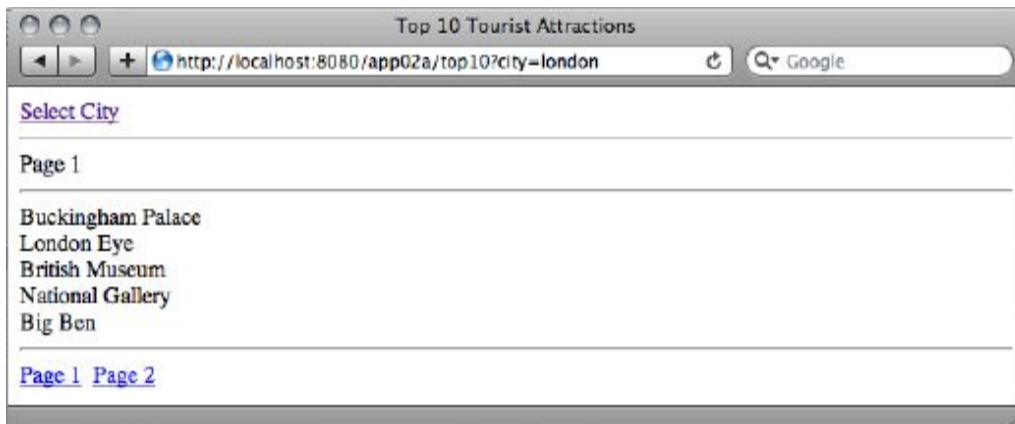 Top 10 Tourist Attractions
http://localhost:8080/app02a/top10?city=london
Google
Select City
Page 1
Buckingham Palace
London Eye
British Museum
National Gallery
Big Ben
Page 1 Page 2